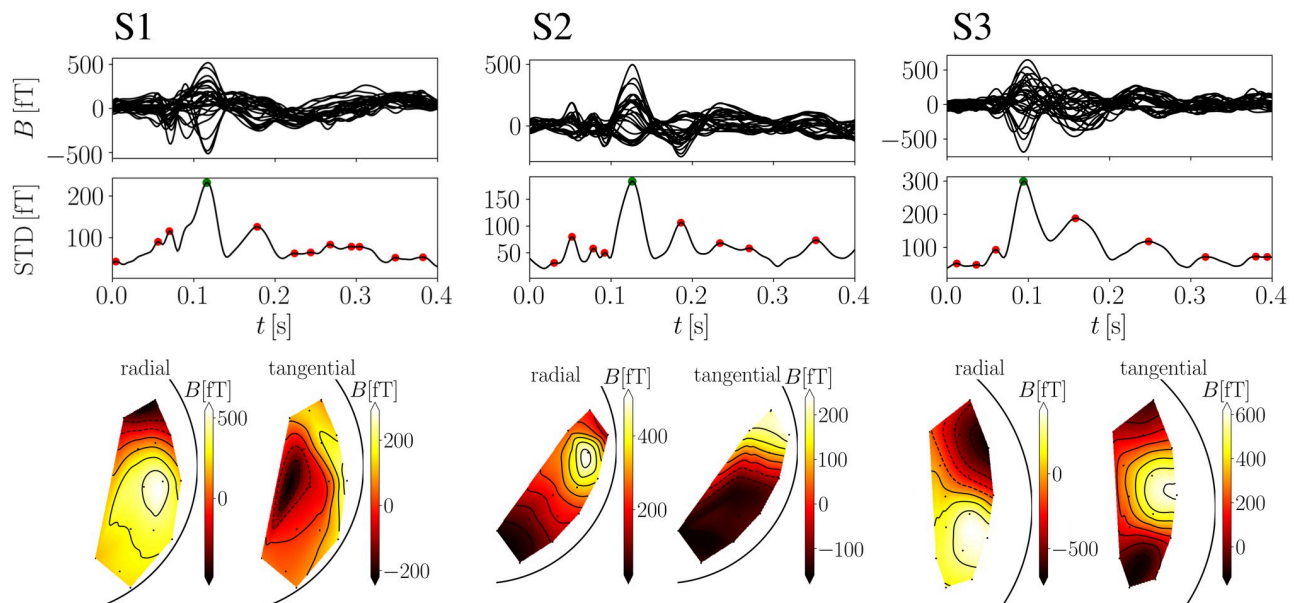 S1 S2 S3
B [fT] 500 0 −500
500 0
500 0 −500
STD [fT] 200 100
150 100 50
300 200 100
0.0 0.1 0.2 0.3 0.4
0.0 0.1 0.2 0.3 0.4
0.0 0.1 0.2 0.3 0.4
t [s] t [s] t [s]
radial tangential B[fT]
B[fT] 500 0
200 0 −200
radial B[fT] tangential B[fT]
400 200
200 100 0 −100
radial B[fT] tangential B[fT]
0 −500
600 400 200 0